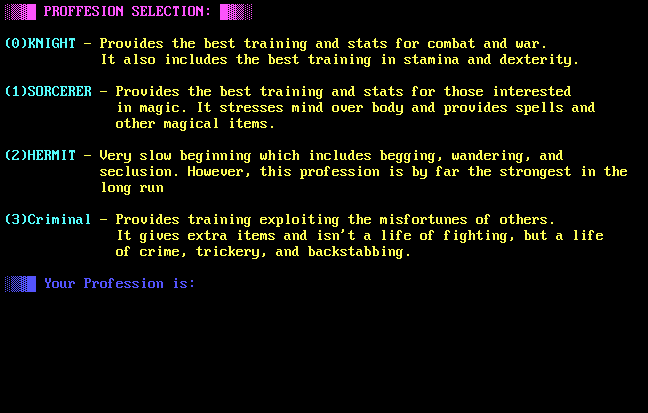 ░▒▓█ PROFFESION SELECTION: █▓▒░
(0)KNIGHT – Provides the best training and stats for combat and war.
It also includes the best training in stamina and dexterity.
(1)SORCERER – Provides the best training and stats for those interested
in magic. It stresses mind over body and provides spells and
other magical items.
(2)HERMIT – Very slow beginning which includes begging, wandering, and
seclusion. However, this profession is by far the strongest in the
long run
(3)Criminal – Provides training exploiting the misfortunes of others.
It gives extra items and isn't a life of fighting, but a life
of crime, trickery, and backstabbing.
░▒▓█ Your Profession is: